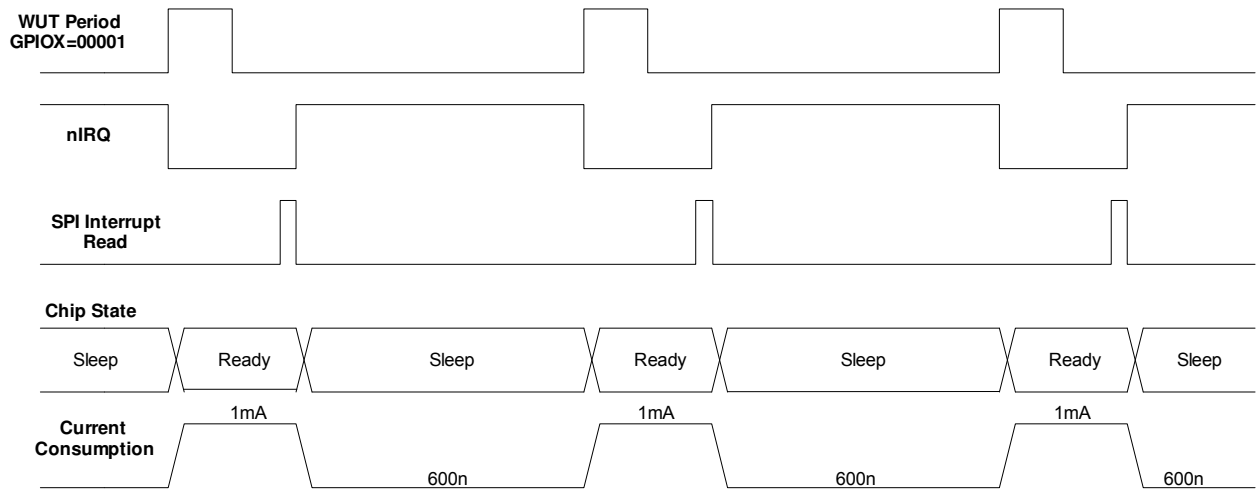 WUT Period
GPIOX=00001
nIRQ
SPI Interrupt
Read
Chip State
Sleep Ready Sleep Ready Sleep Ready Sleep
Current
Consumption
1mA 1mA 1mA
600n 600n 600n